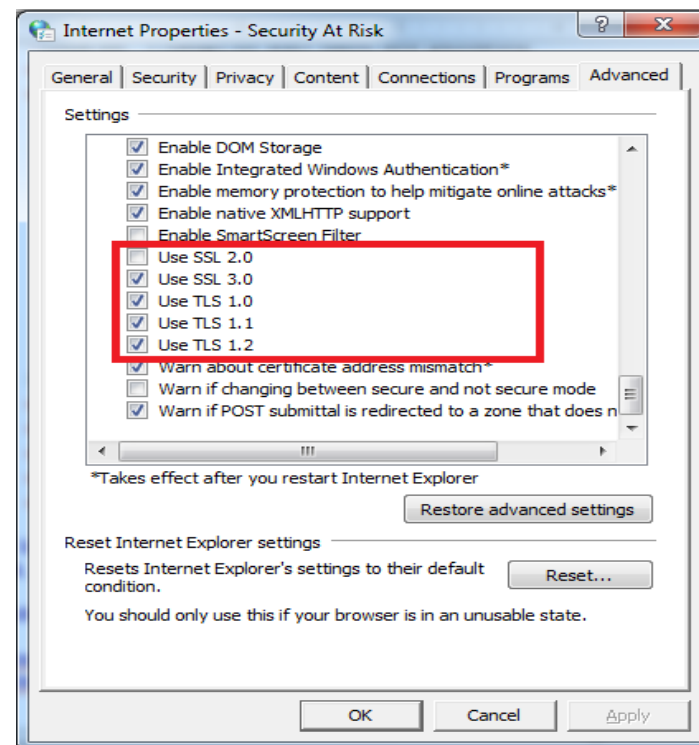 Internet Properties - Security At Risk
General Security Privacy Content Connections Programs Advanced
Settings
Enable DOM Storage
Enable Integrated Windows Authentication*
Enable memory protection to help mitigate online attacks*
Enable native XMLHTTP support
Enable SmartScreen Filter
Use SSL 2.0
Use SSL 3.0
Use TLS 1.0
Use TLS 1.1
Use TLS 1.2
Warn about certificate address mismatch*
Warn if changing between secure and not secure mode
Warn if POST submittal is redirected to a zone that does n
*Takes effect after you restart Internet Explorer
Restore advanced settings
Reset Internet Explorer settings
Resets Internet Explorer's settings to their default
condition.
Reset...
You should only use this if your browser is in an unusable state.
OK Cancel Apply